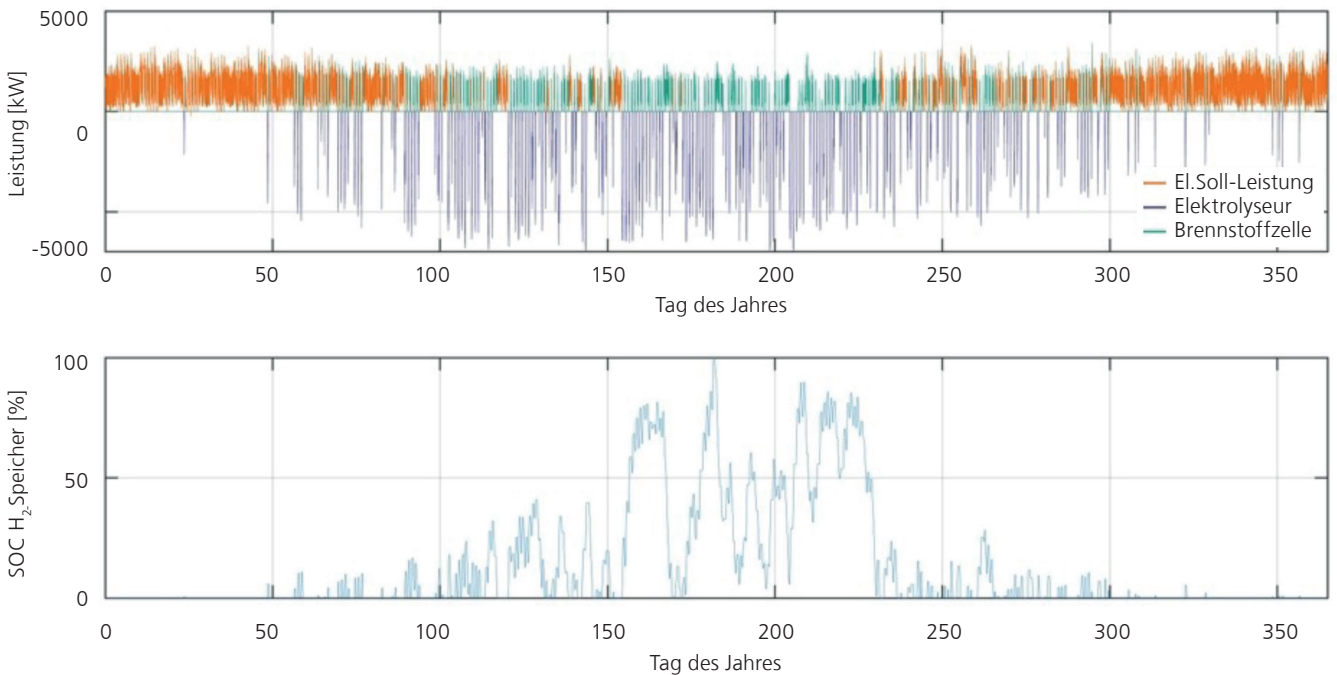 5000
0
-5000
Leistung [kW]
El.Soll-Leistung
Elektrolyseur
Brennstoffzelle
0 50 100 150 200 250 300 350
Tag des Jahres
100
50
0
SOC H₂-Speicher [%]
0 50 100 150 200 250 300 350
Tag des Jahres